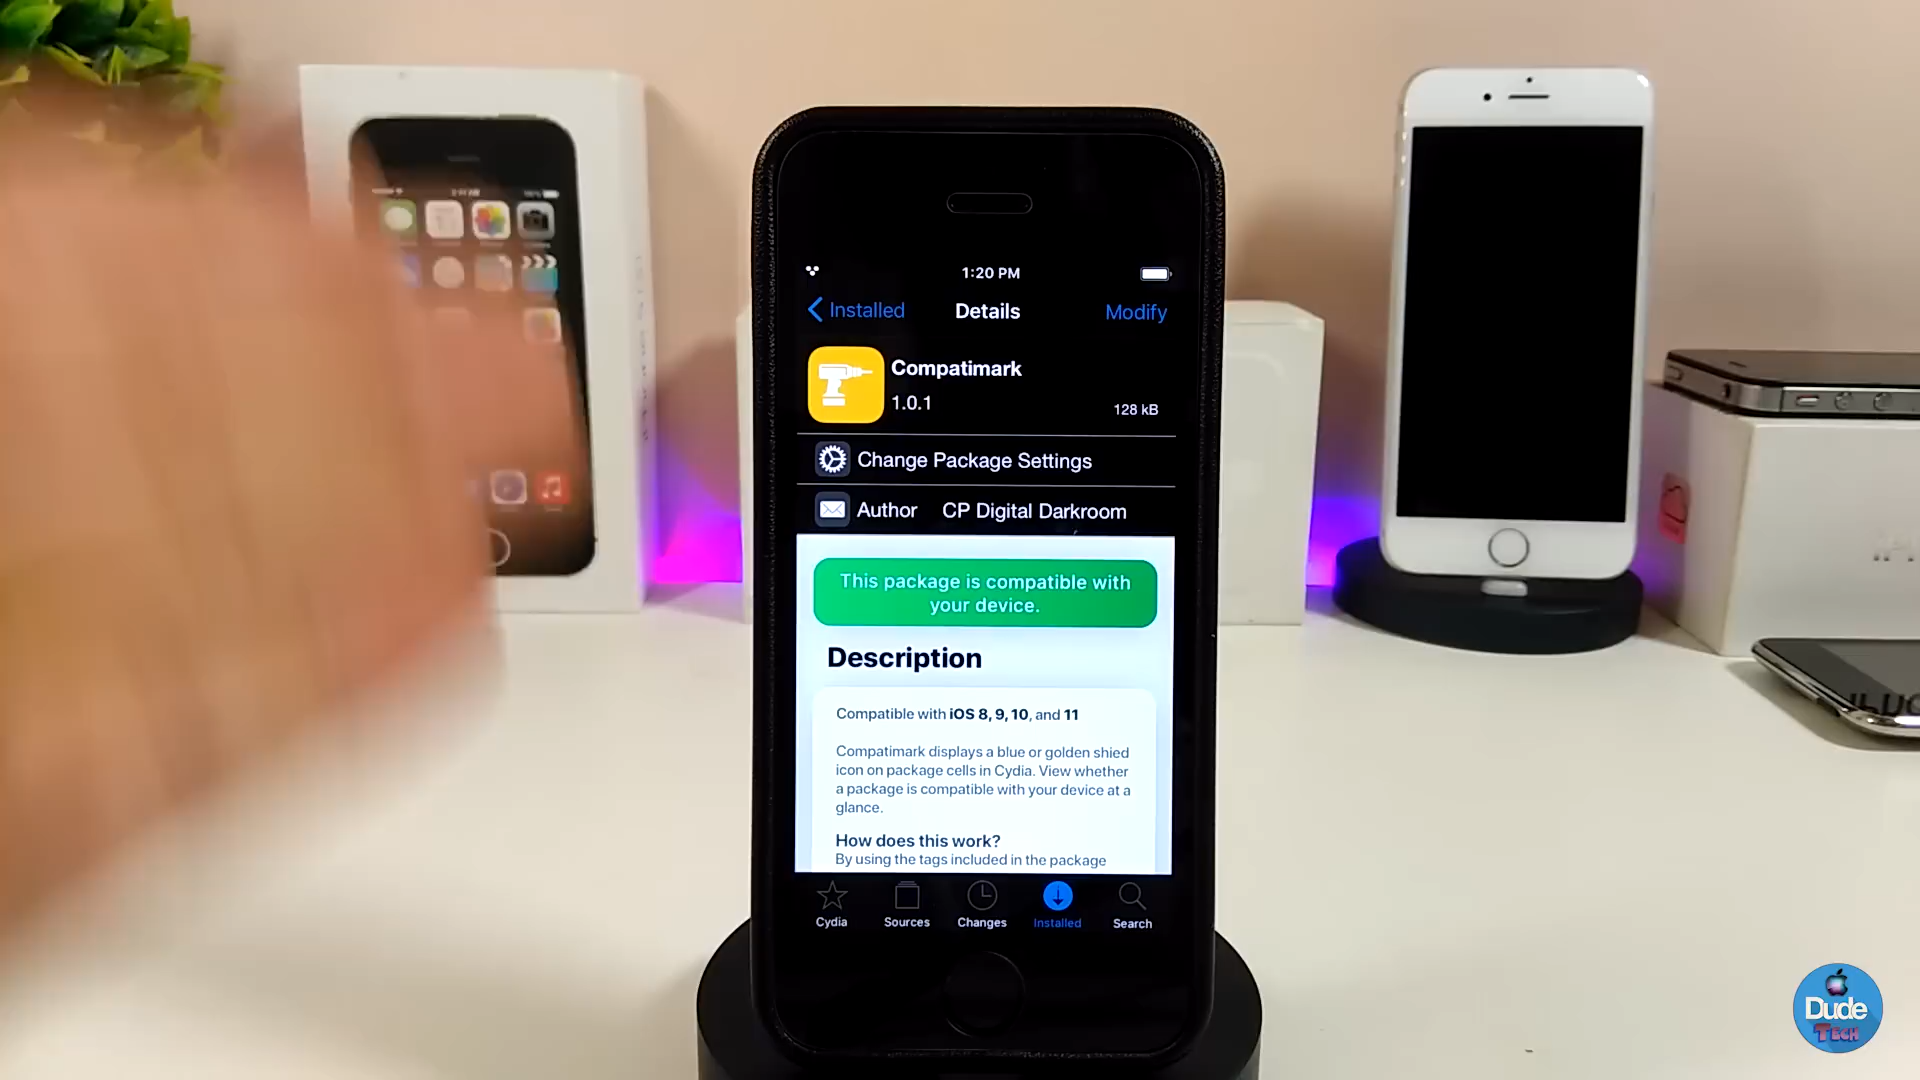 1:20 PM
Installed
Details
Modify
Compatimark
1.0.1
128 kB
Change Package Settings
Author CP Digital Darkroom
This package is compatible with
your device.
Description
Compatible with iOS 8, 9, 10, and 11
Compatimark displays a blue or golden shied
icon on package cells in Cydia. View whether
a package is compatible with your device at a
glance.
How does this work?
By using the tags included in the package
Cydia
Sources
Changes
Installed
Search
Dude
Tech